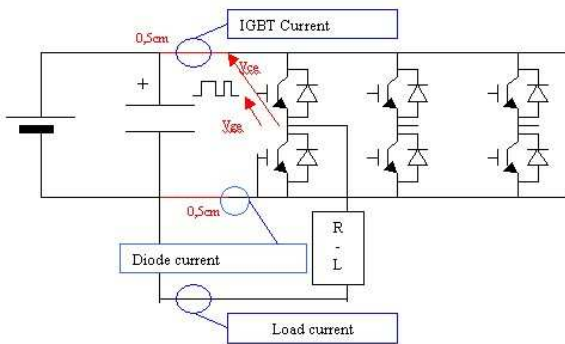 IGBT Current
0,5cm
Vce
+
Vge
0,5cm
R
-
L
Diode current
Load current